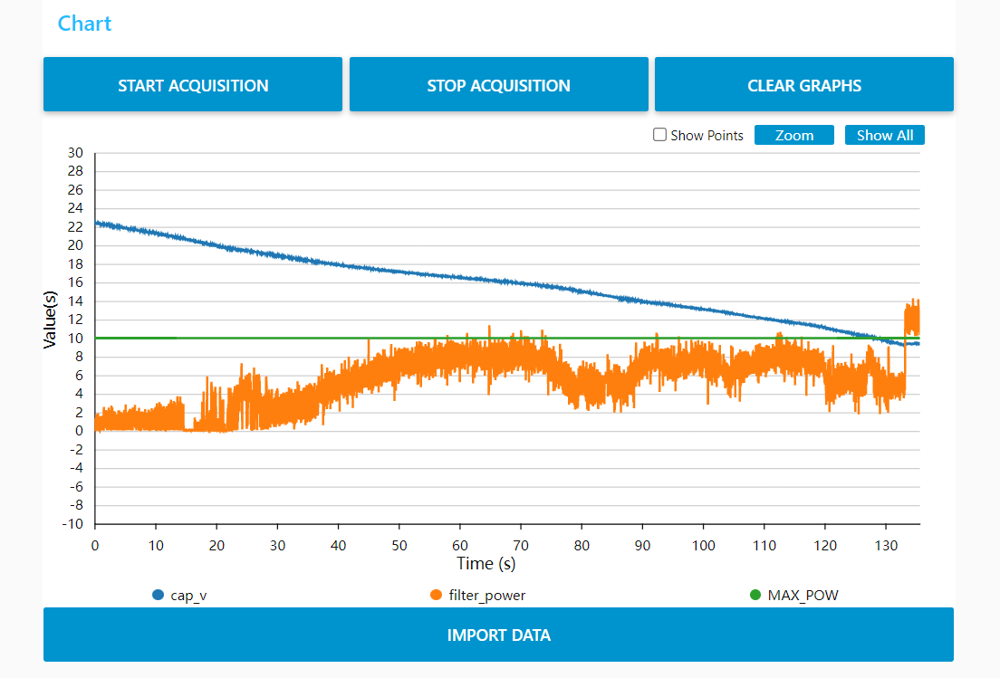 Chart
START ACQUISITION STOP ACQUISITION CLEAR GRAPHS
Show Points Zoom Show All
30
28
26
24
22
20
18
16
14
12
10
8
6
4
2
0
-2
-4
-6
-8
-10
Value(s)
0 10 20 30 40 50 60 70 80 90 100 110 120 130
Time (s)
cap_v filter_power MAX_POW
IMPORT DATA